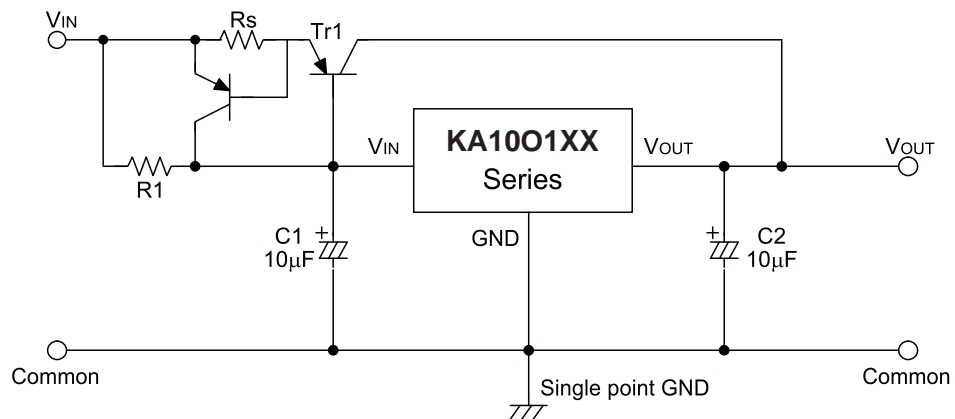 VIN
Rs
Tr1
R1
VIN
KA10O1XX
Series
VOUT
VOUT
GND
+
C1
10μF
+
C2
10μF
Common
Single point GND
Common